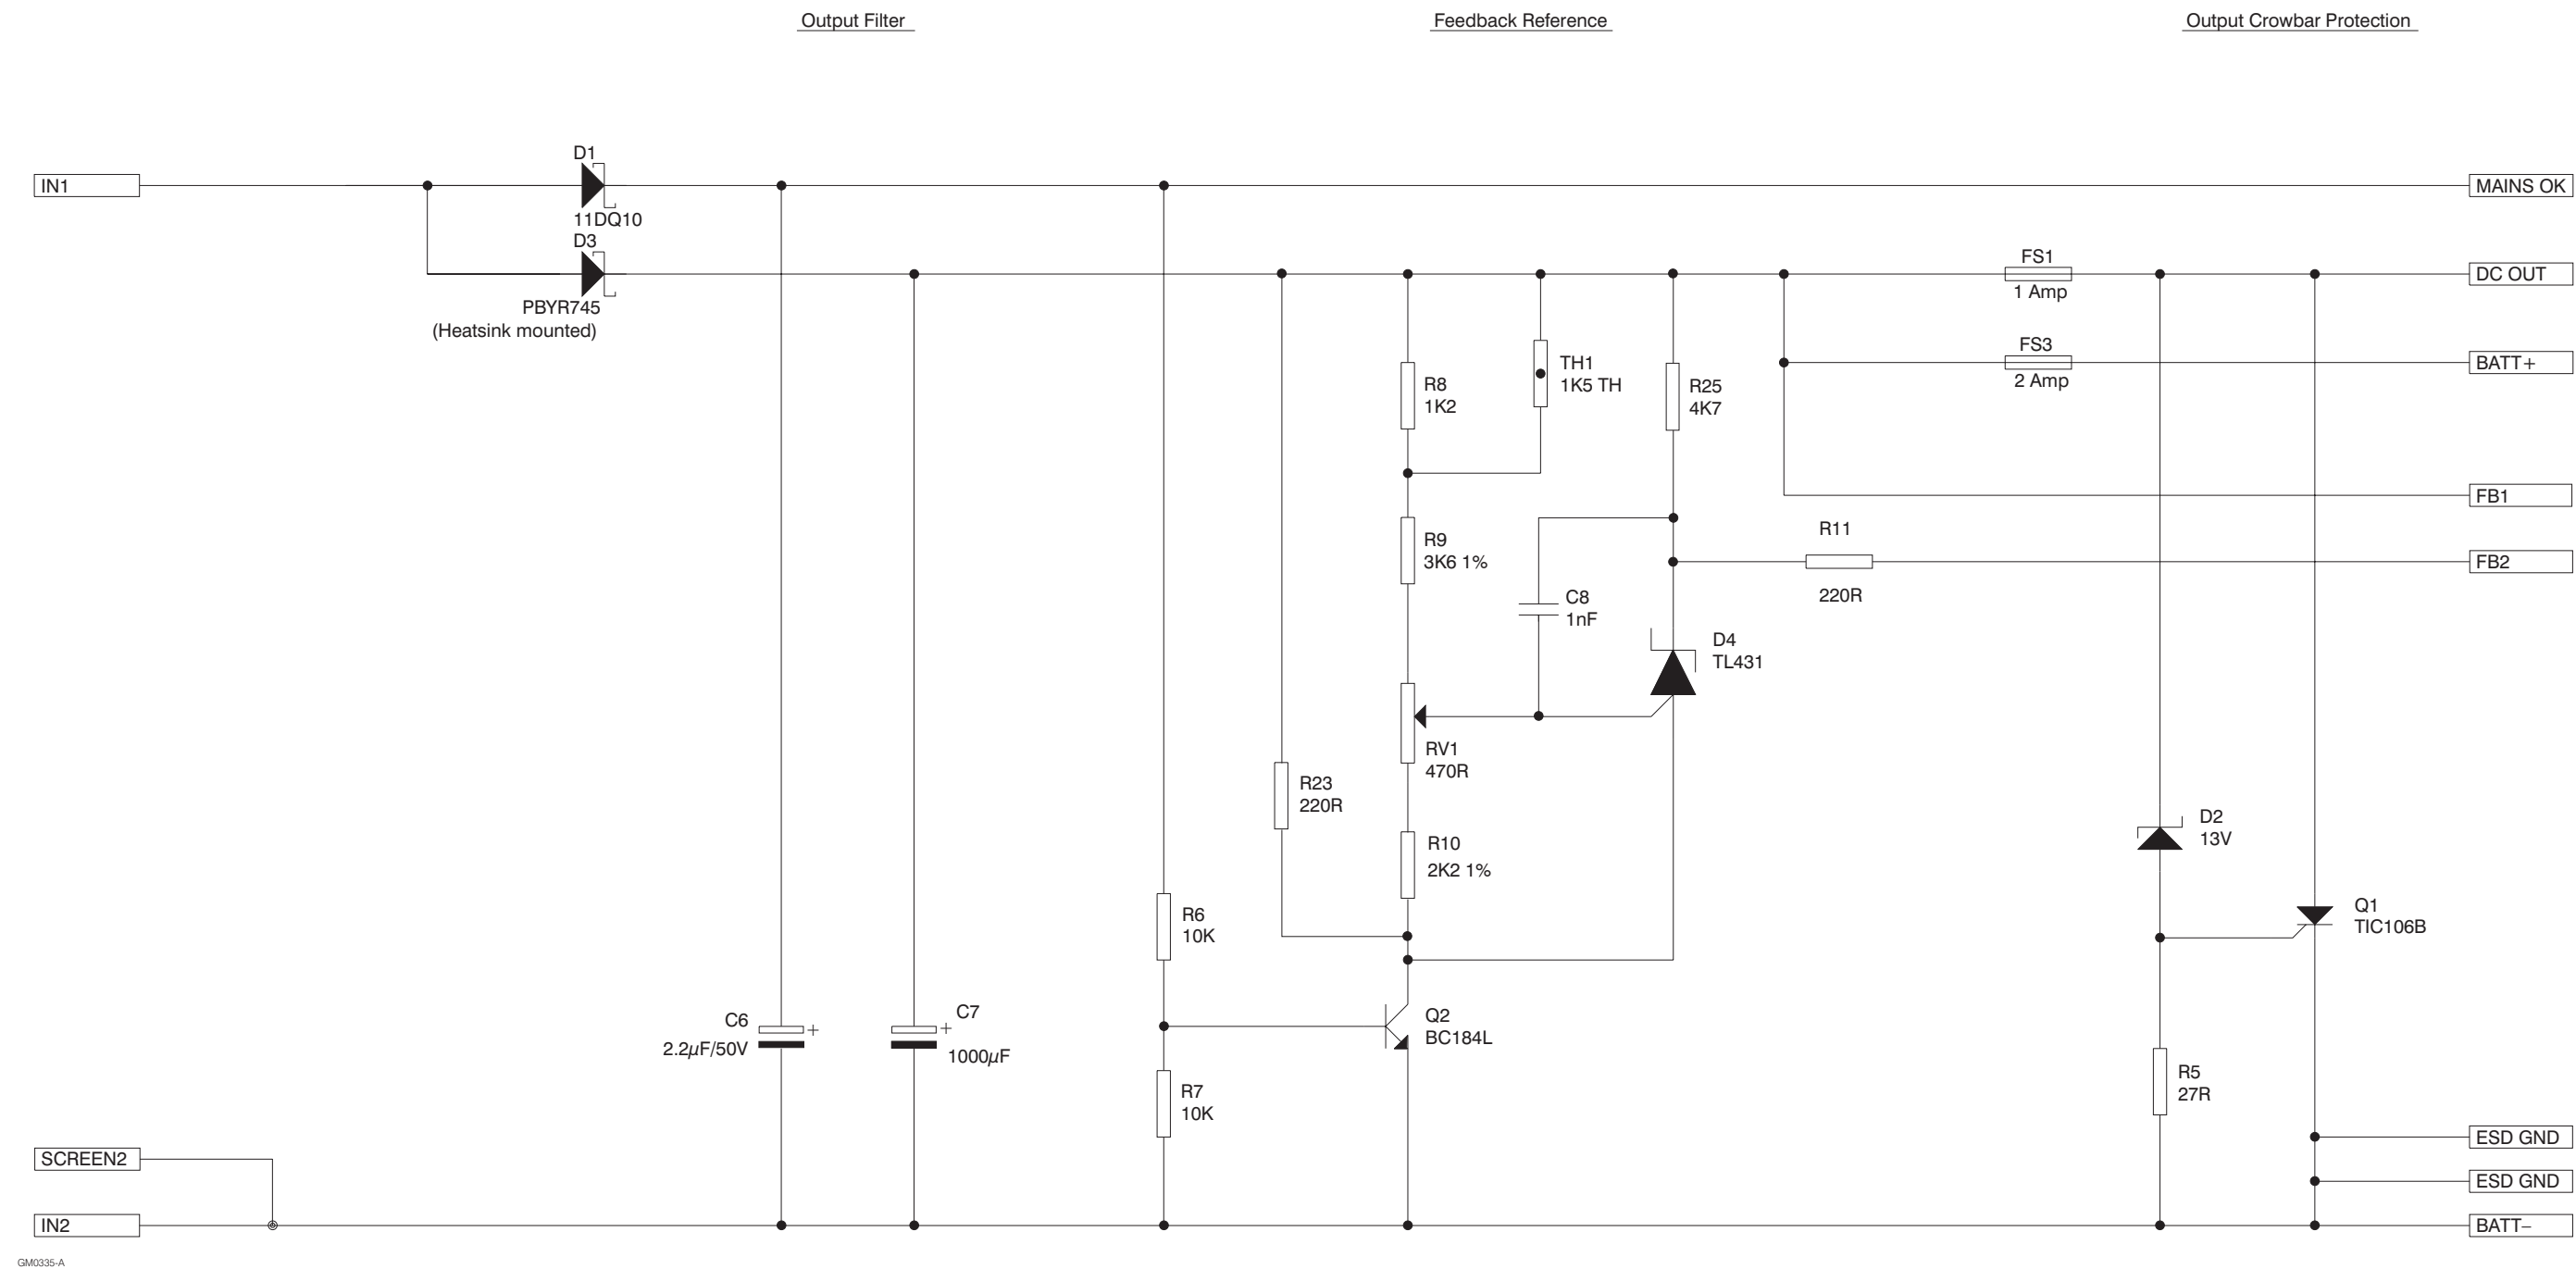 Output Filter
Feedback Reference
Output Crowbar Protection
D1
IN1
MAINS OK
11DQ10
D3
FS1
DC OUT
1 Amp
PBYR745
(Heatsink mounted)
FS3
BATT+
2 Amp
TH1
1K5 TH
R8
1K2
R25
4K7
FB1
R11
R9
3K6 1%
FB2
220R
C8
1nF
D4
TL431
RV1
470R
R23
220R
D2
13V
R10
2K2 1%
R6
10K
Q1
TIC106B
C6
2.2µF/50V
+
C7
+
1000µF
Q2
BC184L
R7
10K
R5
27R
ESD GND
SCREEN2
ESD GND
IN2
BATT–
GM0335-A